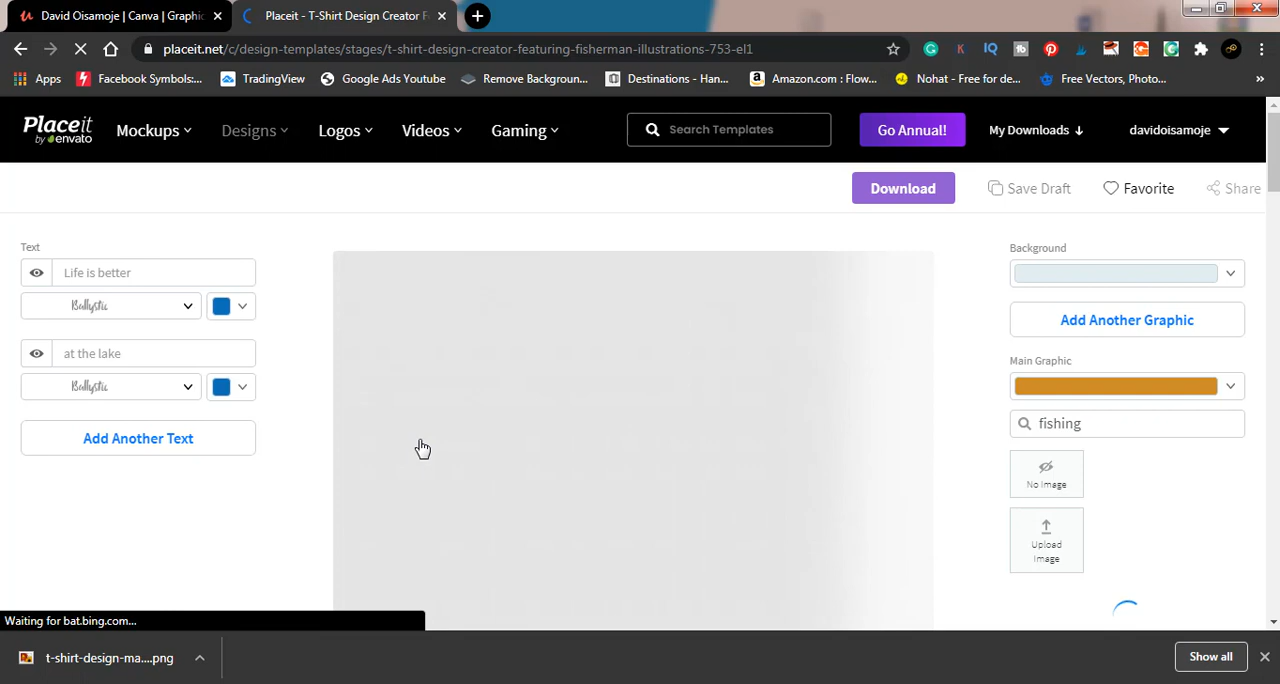 David Oisamoje | Canva | Graphic
Placeit - T-Shirt Design Creator F
placeit.net/c/design-templates/stages/t-shirt-design-creator-featuring-fisherman-illustrations-753-el1
Apps
Facebook Symbols...
TradingView
Google Ads Youtube
Remove Backgroun...
Destinations - Han...
Amazon.com : Flow...
Nohat - Free for de...
Free Vectors, Photo...
Placeit
by envato
Mockups
Designs
Logos
Videos
Gaming
Search Templates
Go Annual!
My Downloads
davidoisamoje
Download
Save Draft
Favorite
Share
Text
Life is better
Ballystic
at the lake
Ballystic
Add Another Text
Background
Add Another Graphic
Main Graphic
fishing
No Image
Upload
Image
Waiting for bat.bing.com...
t-shirt-design-ma....png
Show all